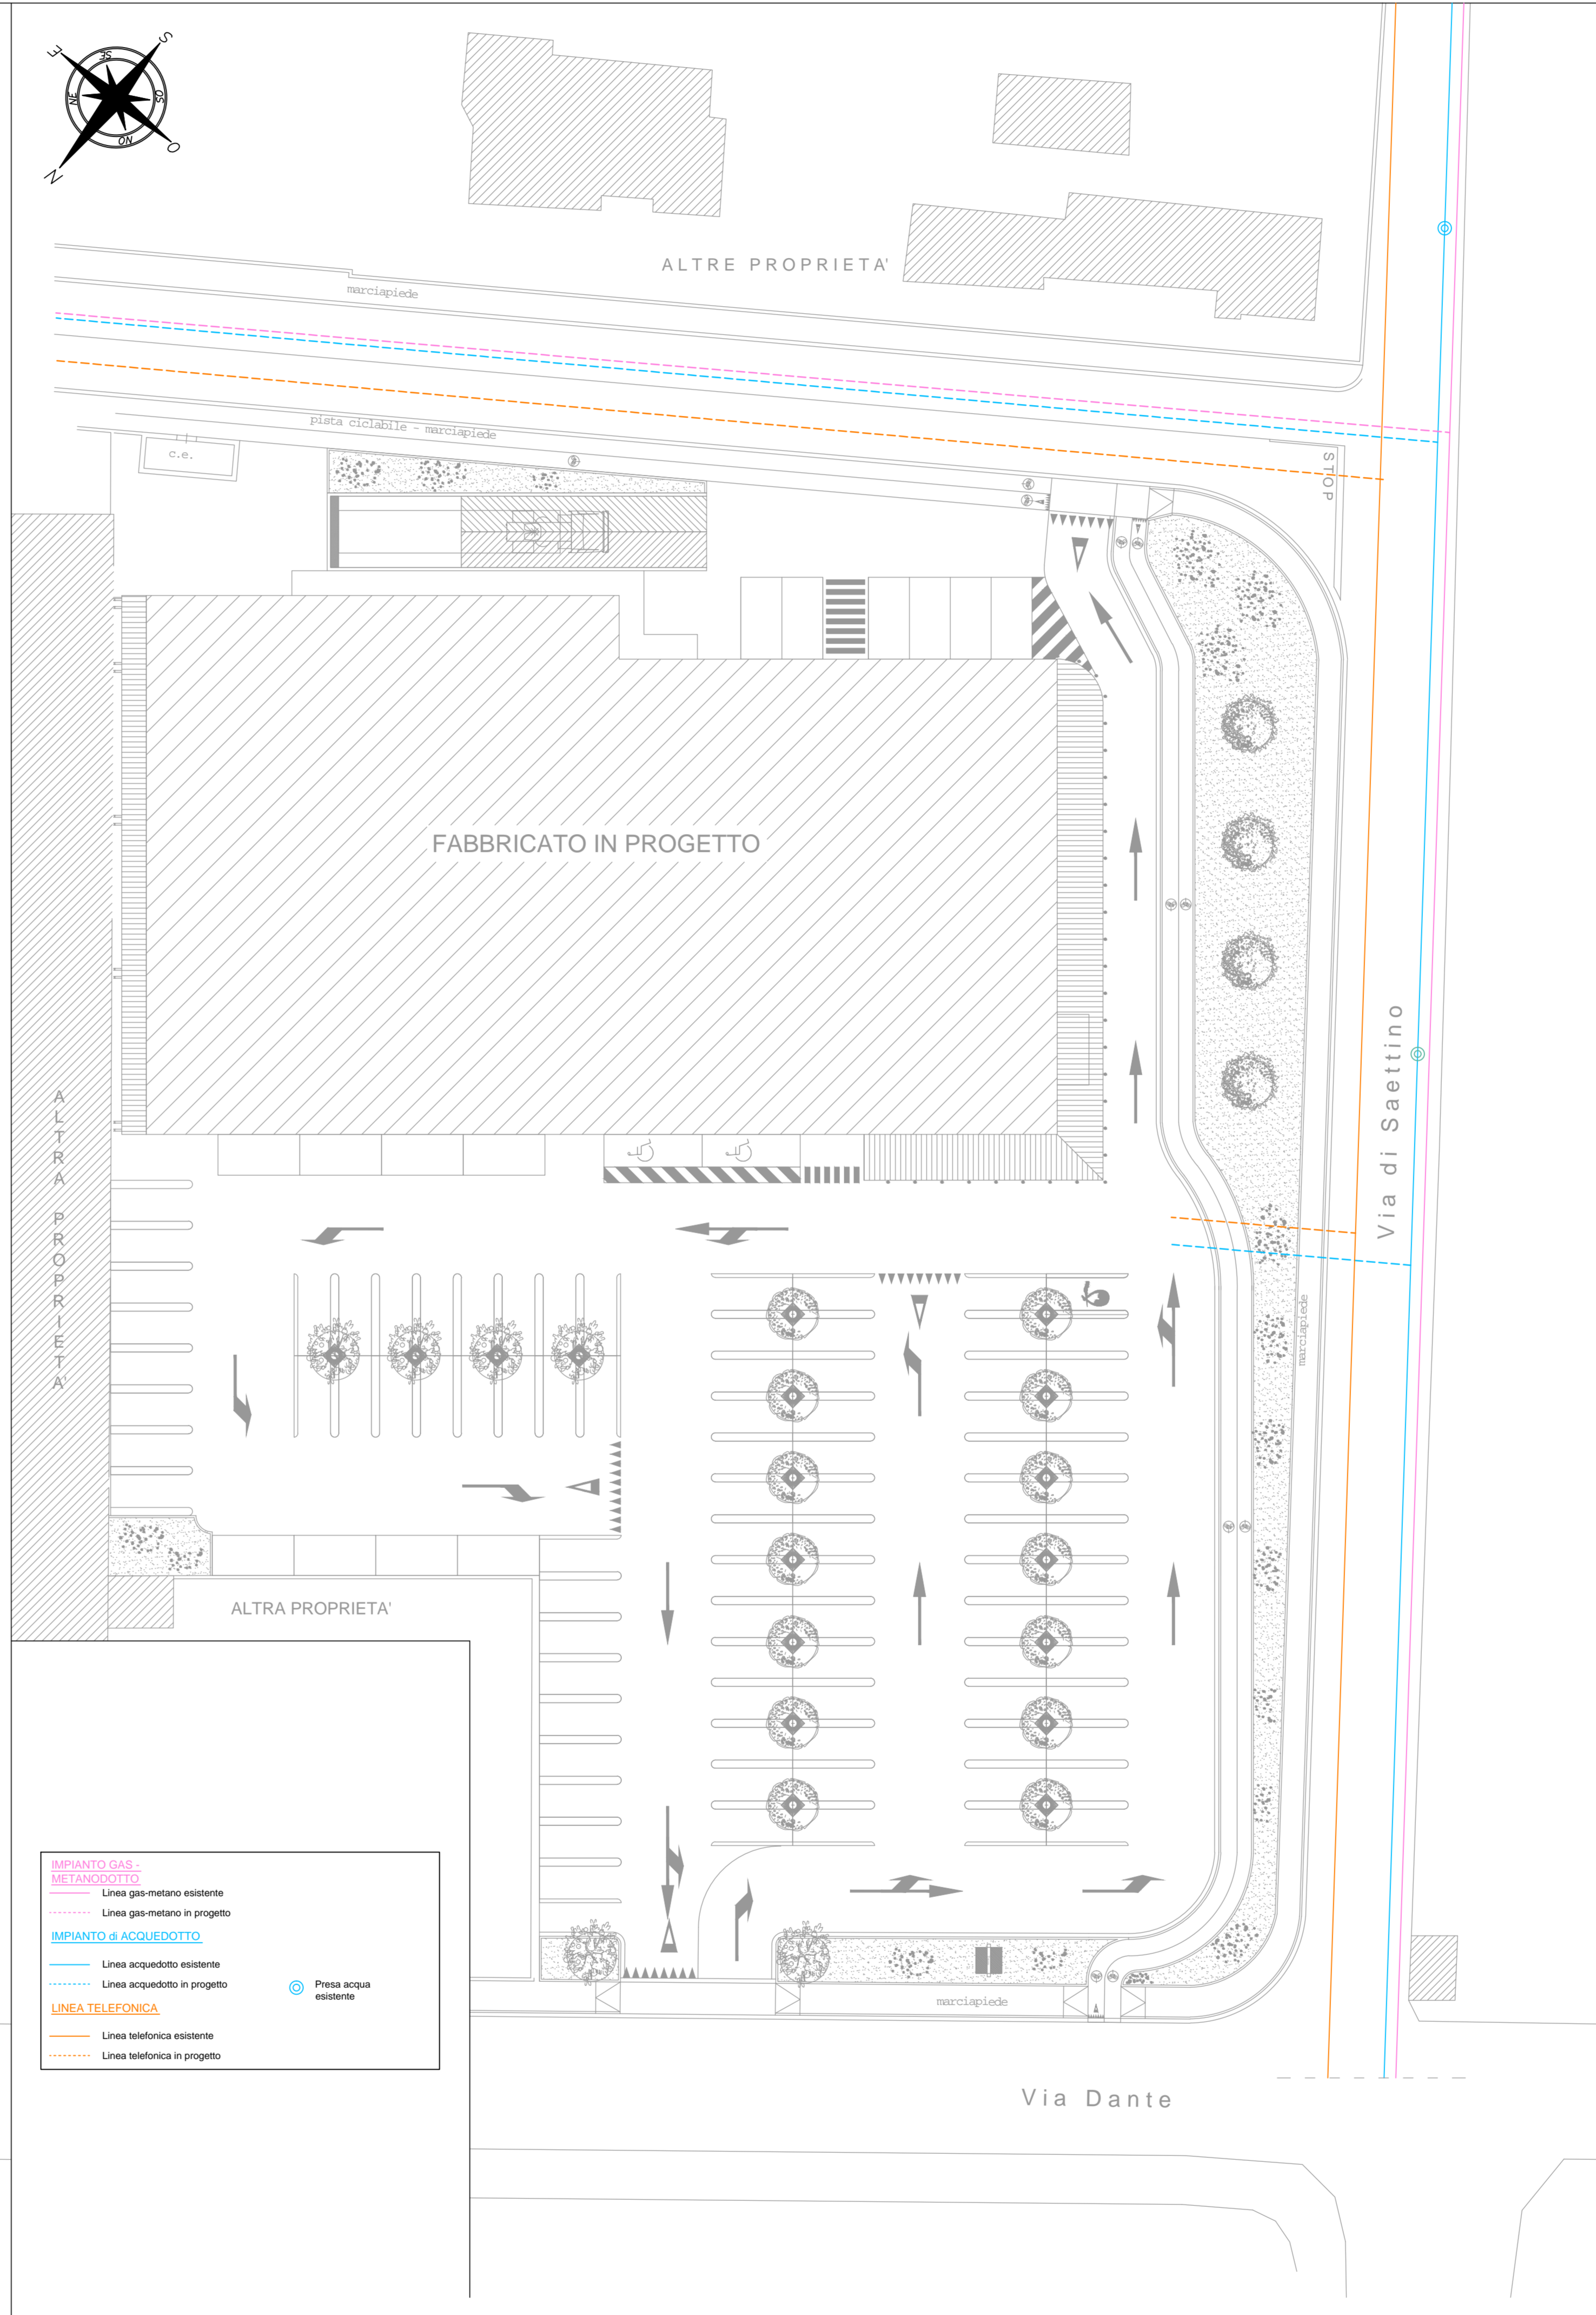 S
E
SE
NE
SO
NO
O
N
ALTRE PROPRIETA'
marciapiede
pista ciclabile - marciapiede
c.e.
STOP
FABBRICATO IN PROGETTO
Via di Saettino
ALTRA PROPRIETA'
marciapiede
ALTRA PROPRIETA'
IMPIANTO GAS -
METANODOTTO
Linea gas-metano esistente
Linea gas-metano in progetto
IMPIANTO di ACQUEDOTTO
Linea acquedotto esistente
Linea acquedotto in progetto
Presa acqua
esistente
LINEA TELEFONICA
Linea telefonica esistente
Linea telefonica in progetto
marciapiede
Via Dante